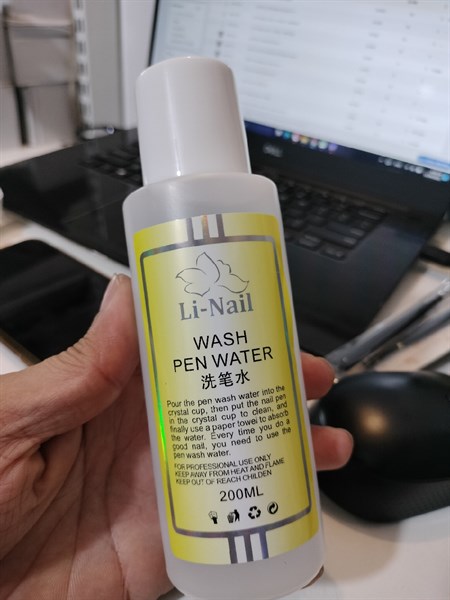 Li-Nail
WASH
PEN WATER
洗笔水
Pour the pen wash water into the
crystal cup, then put the nail pen
in the crystal cup to clean, and
finally use a paper towel to absorb
the water. Every time you do a
good nail, you need to use the
pen wash water.
FOR PROFESSIONAL USE ONLY
KEEP AWAY FROM HEAT AND FLAME
KEEP OUT OF REACH CHILDEN
200ML